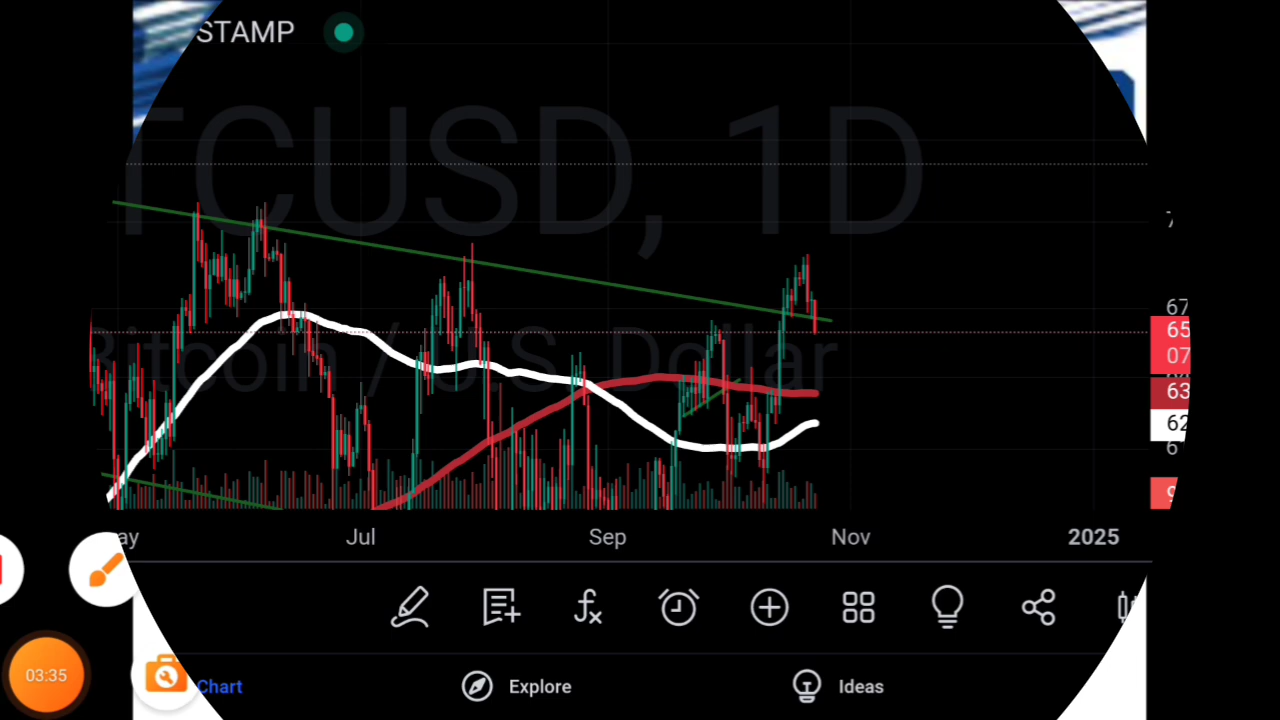 STAMP
TCUSD, 1D
Bitcoin / U.S. Dollar
67
65
07
63
62
6
ay
Jul
Sep
Nov
2025
03:35
Chart
Explore
Ideas